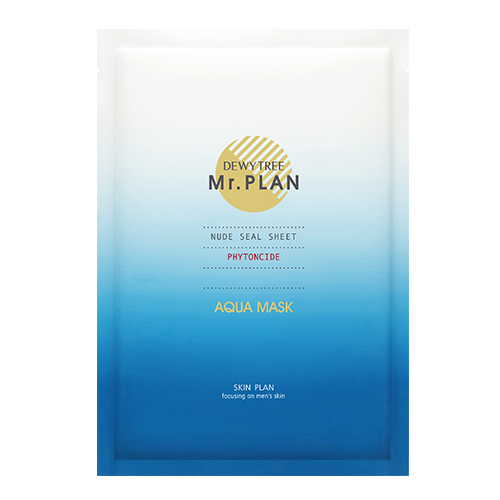 DEWYTREE
Mr.PLAN
NUDE SEAL SHEET
PHYTONCIDE
AQUA MASK
SKIN PLAN
focusing on men's skin